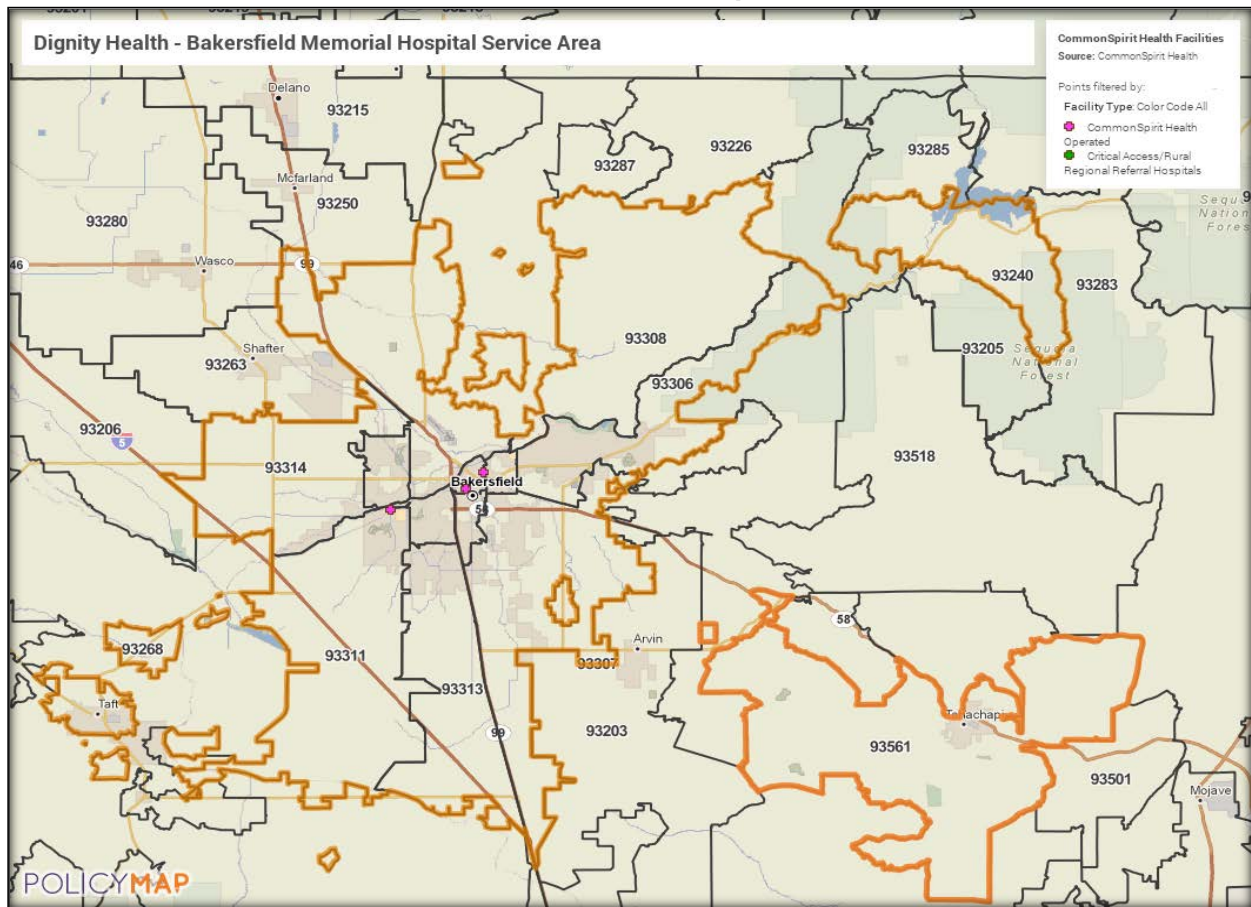 Dignity Health - Bakersfield Memorial Hospital Service Area
CommonSpirit Health Facilities
Source: CommonSpirit Health
Points filtered by:
Facility Type: Color Code All
CommonSpirit Health
Operated
Critical Access/Rural
Regional Referral Hospitals
Delano
93215
93287
93226
93285
Mcfarland
93250
93280
Wasco
46
99
93240
93283
Shafter
93263
93308
93205
Sequoia
National
Forest
93306
93206
5
93314
93518
Bakersfield
58
58
93268
93311
Arvin
93307
Taft
93313
99
93203
Tehachapi
93561
93501
Mojave
POLICYMAP